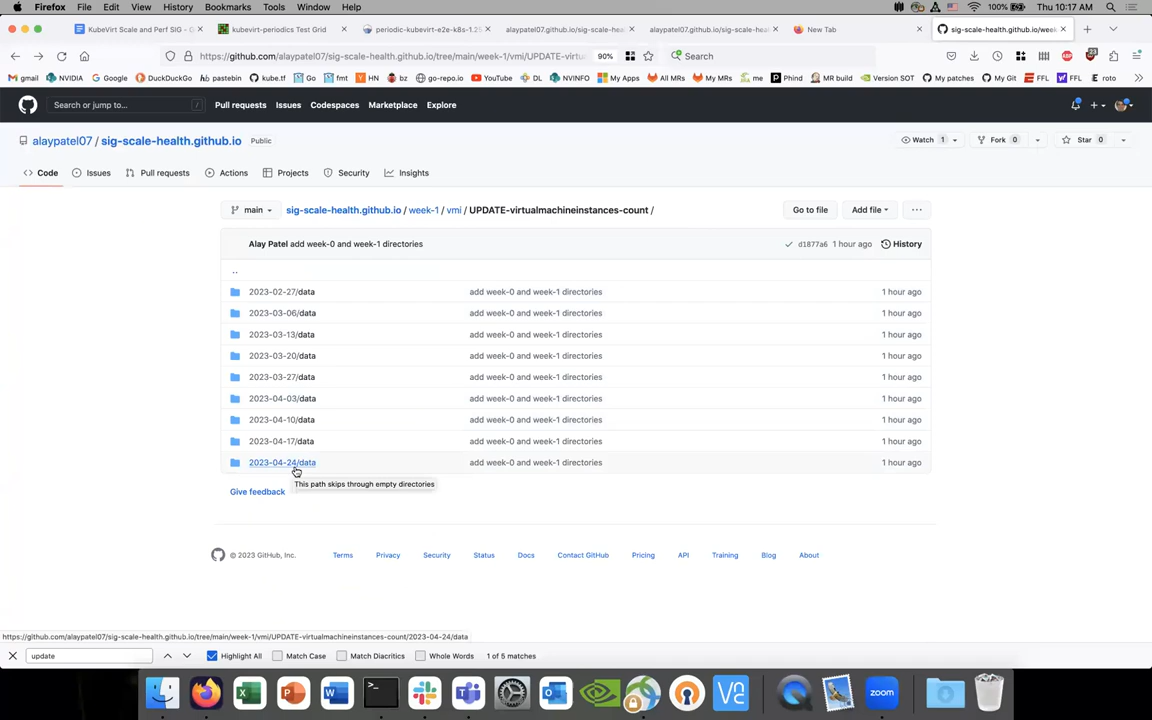 Firefox File Edit View History Bookmarks Tools Window Help 100% Thu 10:17 AM
KubeVirt Scale and Perf SIG - G
kubevirt-periodics Test Grid
periodic-kubevirt-e2e-k8s-1.25
alaypatel07.github.io/sig-scale-he
alaypatel07.github.io/sig-scale-he
New Tab
sig-scale-health.github.io/week
https://github.com/alaypatel07/sig-scale-health.github.io/tree/main/week-1/vmi/UPDATE-virtu
90%
Search
gmail NVIDIA Google DuckDuckGo pastebin kube.tf Go fmt HN bz go-repo.io YouTube DL NVINFO My Apps All MRs My MRs me Phind MR build Version SOT My patches My Git FFL FFL roto
Search or jump to...
/
Pull requests Issues Codespaces Marketplace Explore
alaypatel07 / sig-scale-health.github.io Public
Watch 1 Fork 0 Star 0
Code Issues Pull requests Actions Projects Security Insights
main
sig-scale-health.github.io / week-1 / vmi / UPDATE-virtualmachineinstances-count /
Go to file Add file ...
Alay Patel add week-0 and week-1 directories
d1877a6 1 hour ago History
..
2023-02-27/data add week-0 and week-1 directories 1 hour ago
2023-03-06/data add week-0 and week-1 directories 1 hour ago
2023-03-13/data add week-0 and week-1 directories 1 hour ago
2023-03-20/data add week-0 and week-1 directories 1 hour ago
2023-03-27/data add week-0 and week-1 directories 1 hour ago
2023-04-03/data add week-0 and week-1 directories 1 hour ago
2023-04-10/data add week-0 and week-1 directories 1 hour ago
2023-04-17/data add week-0 and week-1 directories 1 hour ago
2023-04-24/data add week-0 and week-1 directories 1 hour ago
This path skips through empty directories
Give feedback
© 2023 GitHub, Inc. Terms Privacy Security Status Docs Contact GitHub Pricing API Training Blog About
https://github.com/alaypatel07/sig-scale-health.github.io/tree/main/week-1/vmi/UPDATE-virtualmachineinstances-count/2023-04-24/data
update
Highlight All Match Case Match Diacritics Whole Words 1 of 5 matches
zoom